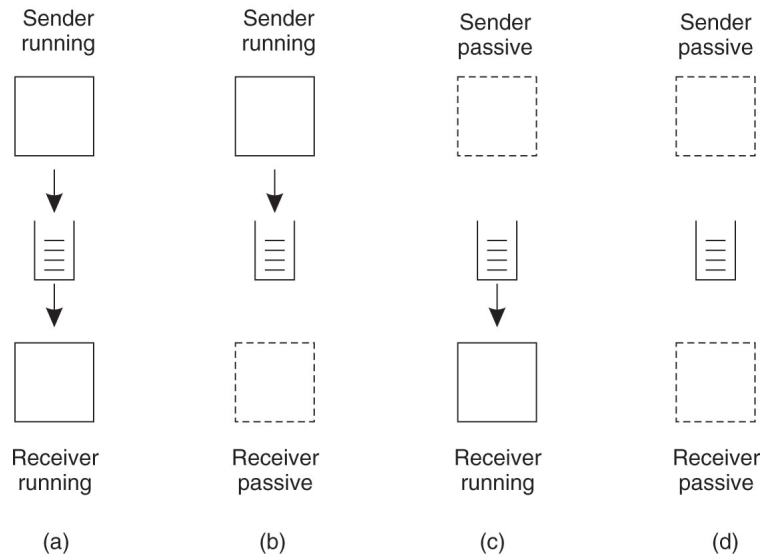 Sender
running
Sender
running
Sender
passive
Sender
passive
Receiver
running
Receiver
passive
Receiver
running
Receiver
passive
(a)
(b)
(c)
(d)